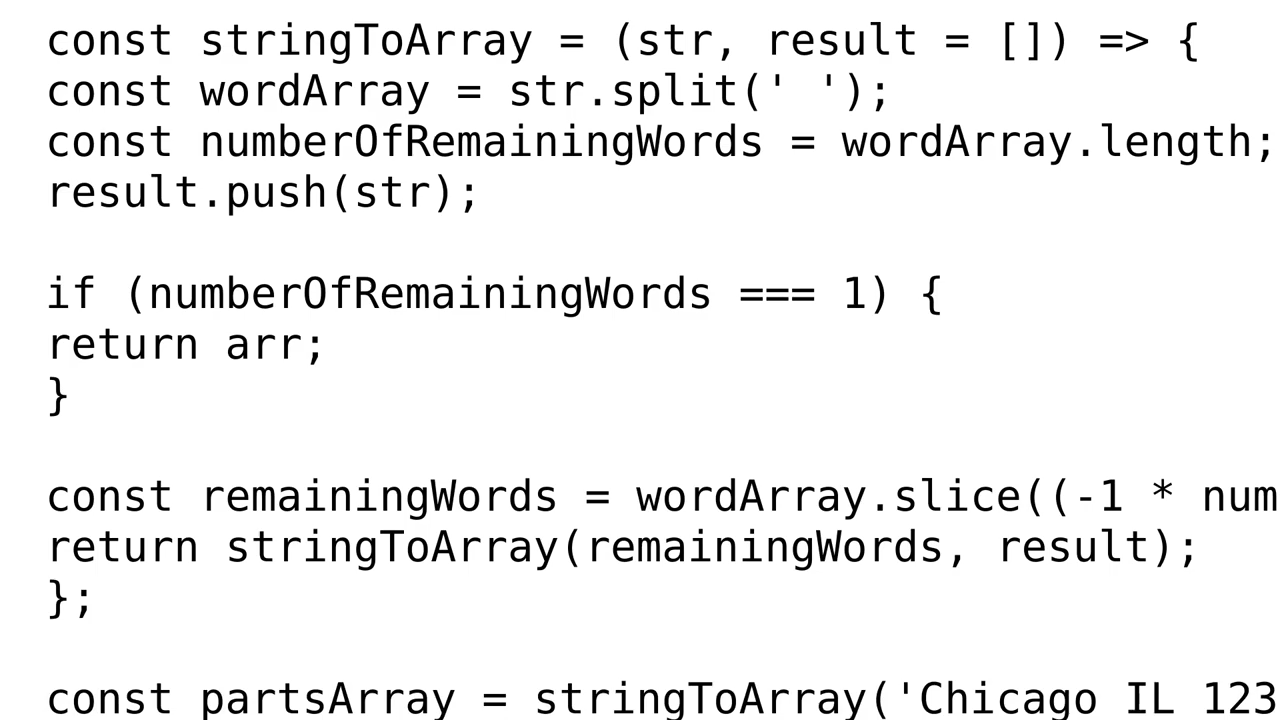 const stringToArray = (str, result = []) => {
const wordArray = str.split(' ');
const numberOfRemainingWords = wordArray.length;
result.push(str);

if (numberOfRemainingWords === 1) {
return arr;
}

const remainingWords = wordArray.slice((-1 * num
return stringToArray(remainingWords, result);
};

const partsArray = stringToArray('Chicago IL 123